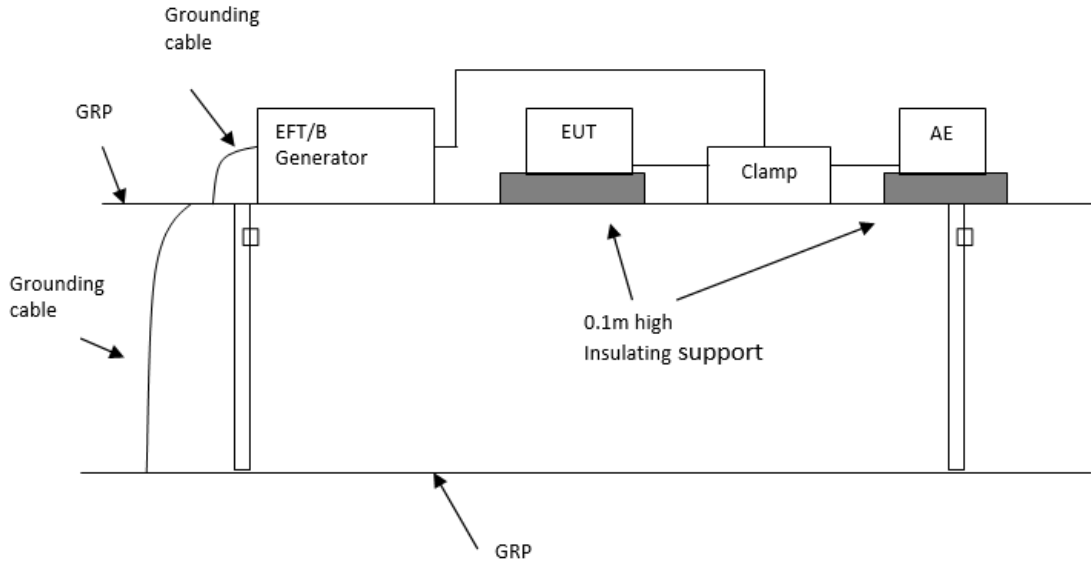 Grounding
cable
GRP
EFT/B
Generator
EUT
AE
Clamp
Grounding
cable
0.1m high
Insulating support
GRP